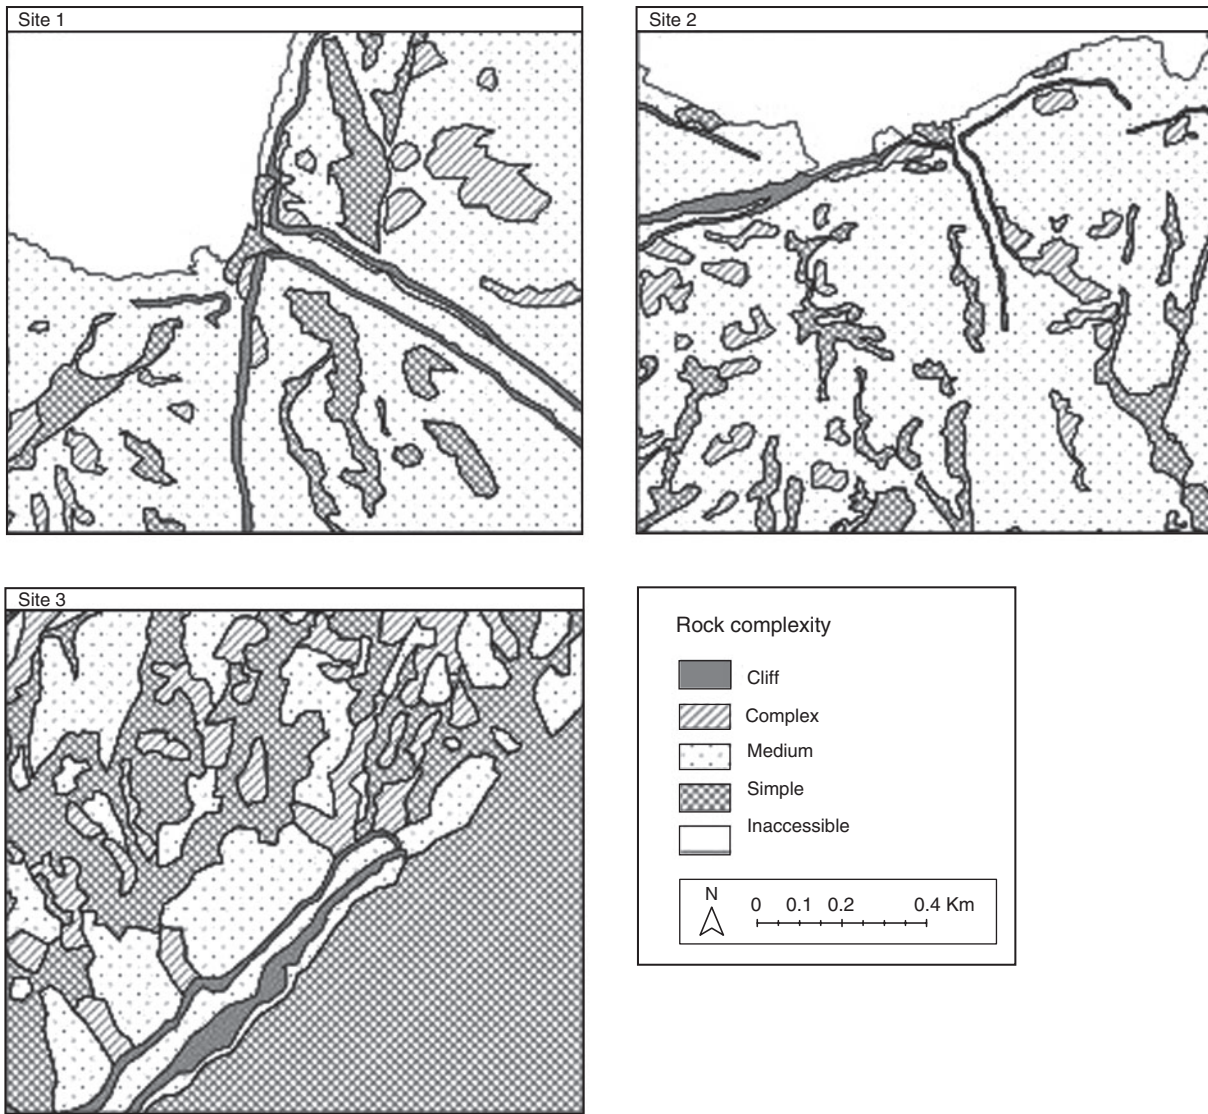 Site 1
Site 2
Site 3
Rock complexity
Cliff
Complex
Medium
Simple
Inaccessible
N
0 0.1 0.2 0.4 Km